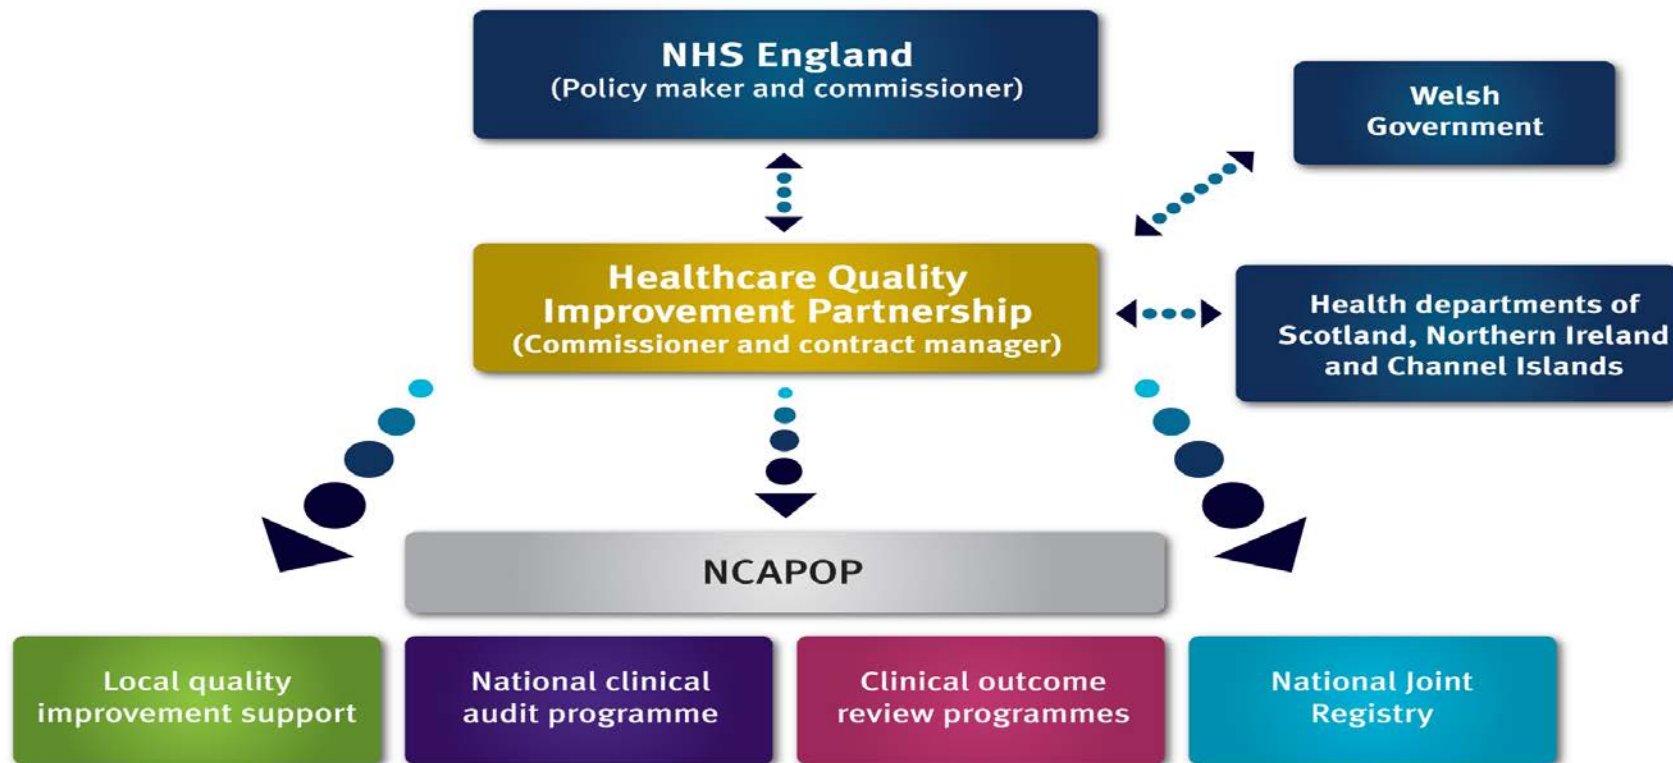 NHS England
(Policy maker and commissioner)
Welsh
Government
Healthcare Quality
Improvement Partnership
(Commissioner and contract manager)
Health departments of
Scotland, Northern Ireland
and Channel Islands
NCAPOP
Local quality
improvement support
National clinical
audit programme
Clinical outcome
review programmes
National Joint
Registry